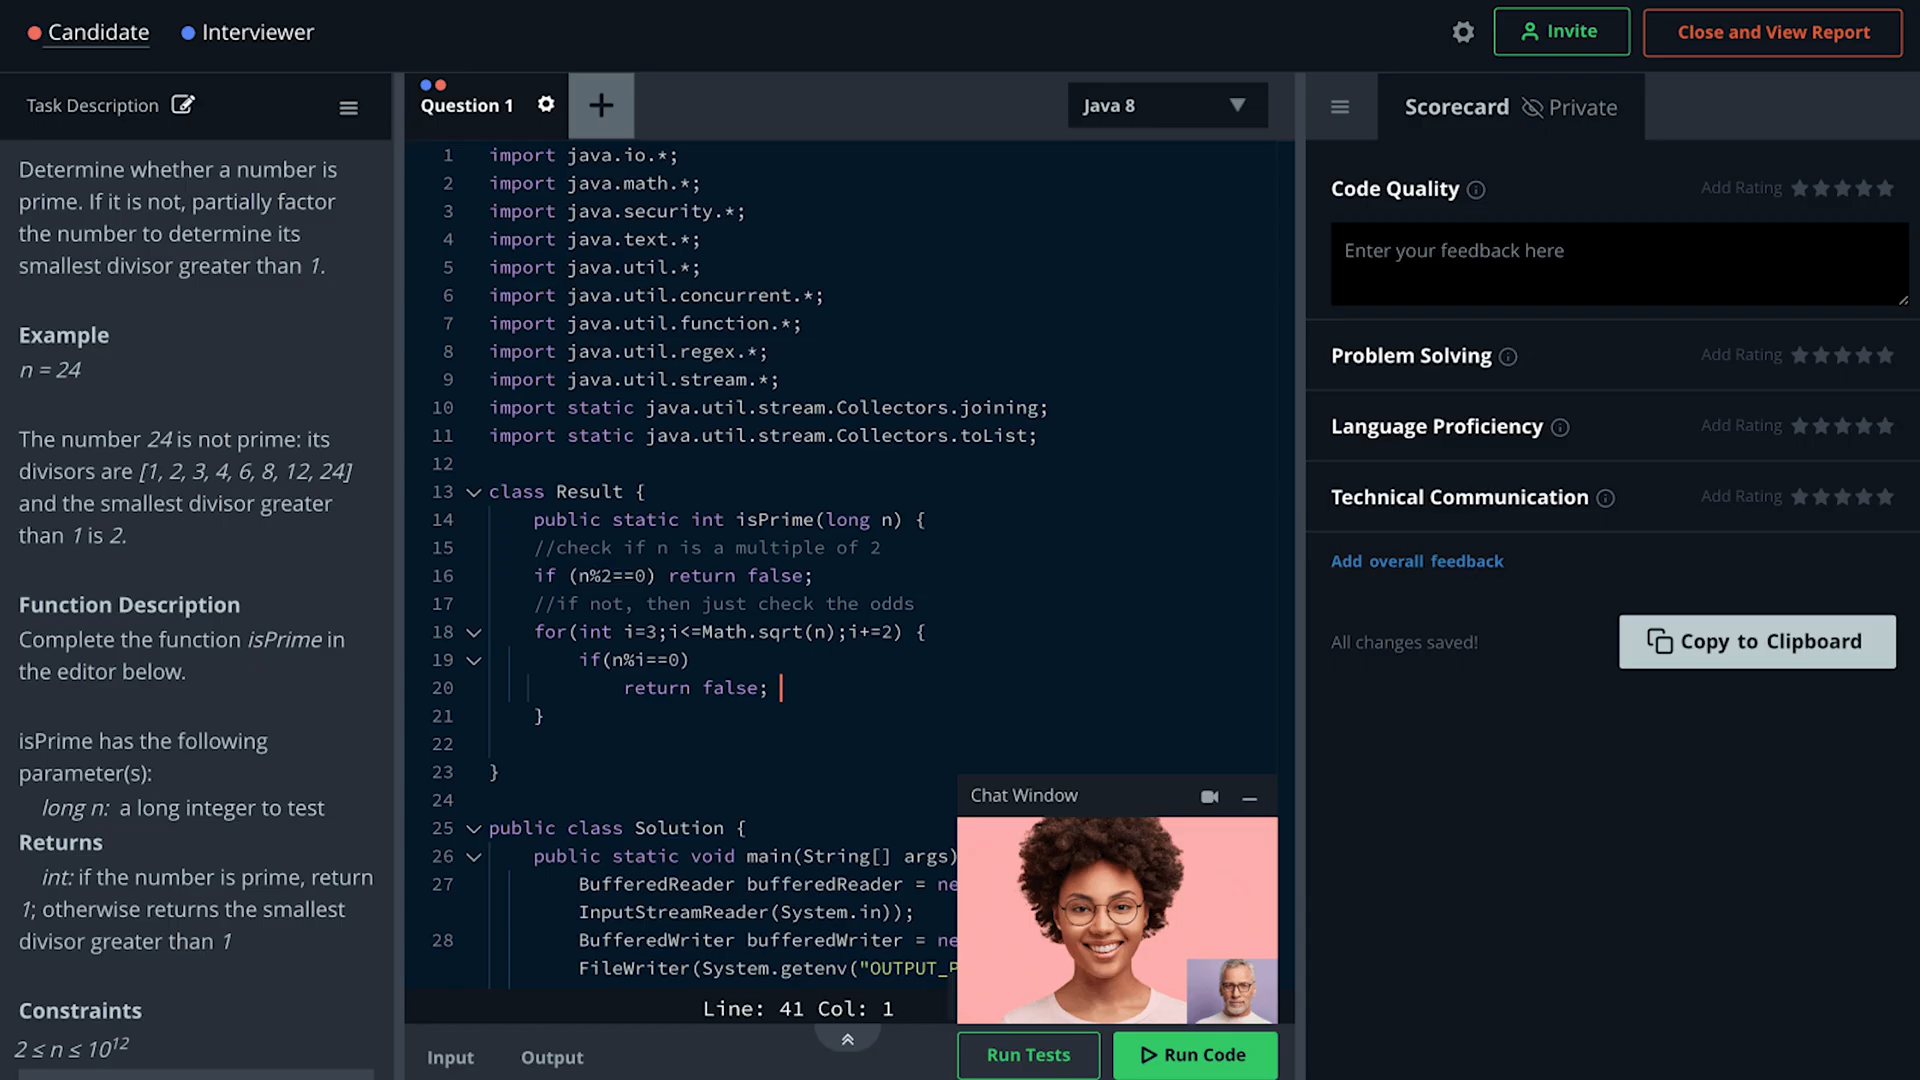 Candidate
Interviewer
Invite
Close and View Report
Task Description
Determine whether a number is
prime. If it is not, partially factor
the number to determine its
smallest divisor greater than 1.
Example
n = 24
The number 24 is not prime: its
divisors are [1, 2, 3, 4, 6, 8, 12, 24]
and the smallest divisor greater
than 1 is 2.
Function Description
Complete the function isPrime in
the editor below.
isPrime has the following
parameter(s):
long n: a long integer to test
Returns
int: if the number is prime, return
1; otherwise returns the smallest
divisor greater than 1
Constraints
2 ≤ n ≤ 10¹²
Question 1
Java 8
1 import java.io.*;
2 import java.math.*;
3 import java.security.*;
4 import java.text.*;
5 import java.util.*;
6 import java.util.concurrent.*;
7 import java.util.function.*;
8 import java.util.regex.*;
9 import java.util.stream.*;
10 import static java.util.stream.Collectors.joining;
11 import static java.util.stream.Collectors.toList;
12
13 class Result {
14 public static int isPrime(long n) {
15 //check if n is a multiple of 2
16 if (n%2==0) return false;
17 //if not, then just check the odds
18 for(int i=3;i<=Math.sqrt(n);i+=2) {
19 if(n%i==0)
20 return false;
21 }
22
23 }
24
25 public class Solution {
26 public static void main(String[] args)
27 BufferedReader bufferedReader = ne
InputStreamReader(System.in));
28 BufferedWriter bufferedWriter = ne
FileWriter(System.getenv("OUTPUT_P
Line: 41 Col: 1
Input
Output
Chat Window
Run Tests
Run Code
Scorecard
Private
Code Quality
Add Rating
Enter your feedback here
Problem Solving
Add Rating
Language Proficiency
Add Rating
Technical Communication
Add Rating
Add overall feedback
All changes saved!
Copy to Clipboard